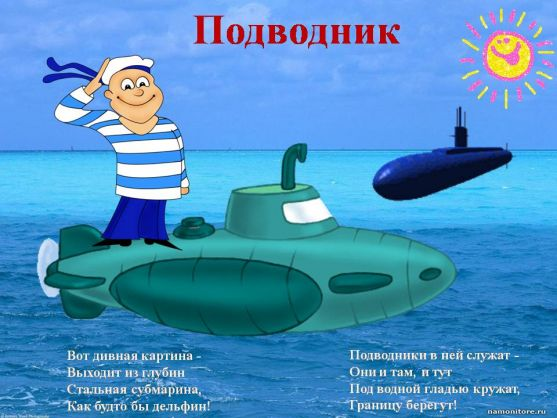 Подводник
Вот дивная картина -
Выходит из глубин
Стальная субмарина,
Как будто бы дельфин!
Подводники в ней служат -
Они и там, и тут
Под водной гладью кружат,
Границу берегут!
namonitore.ru